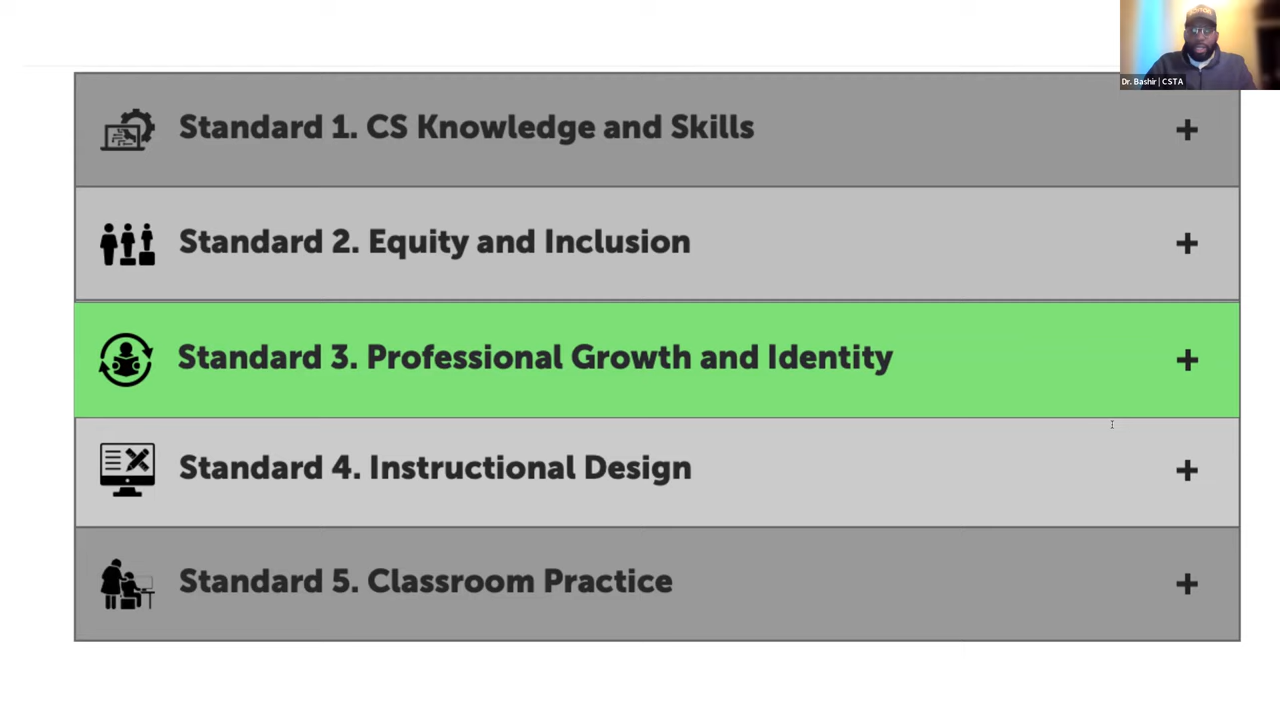 Dr. Bashir | CSTA
Standard 1. CS Knowledge and Skills +
Standard 2. Equity and Inclusion +
Standard 3. Professional Growth and Identity +
Standard 4. Instructional Design +
Standard 5. Classroom Practice +